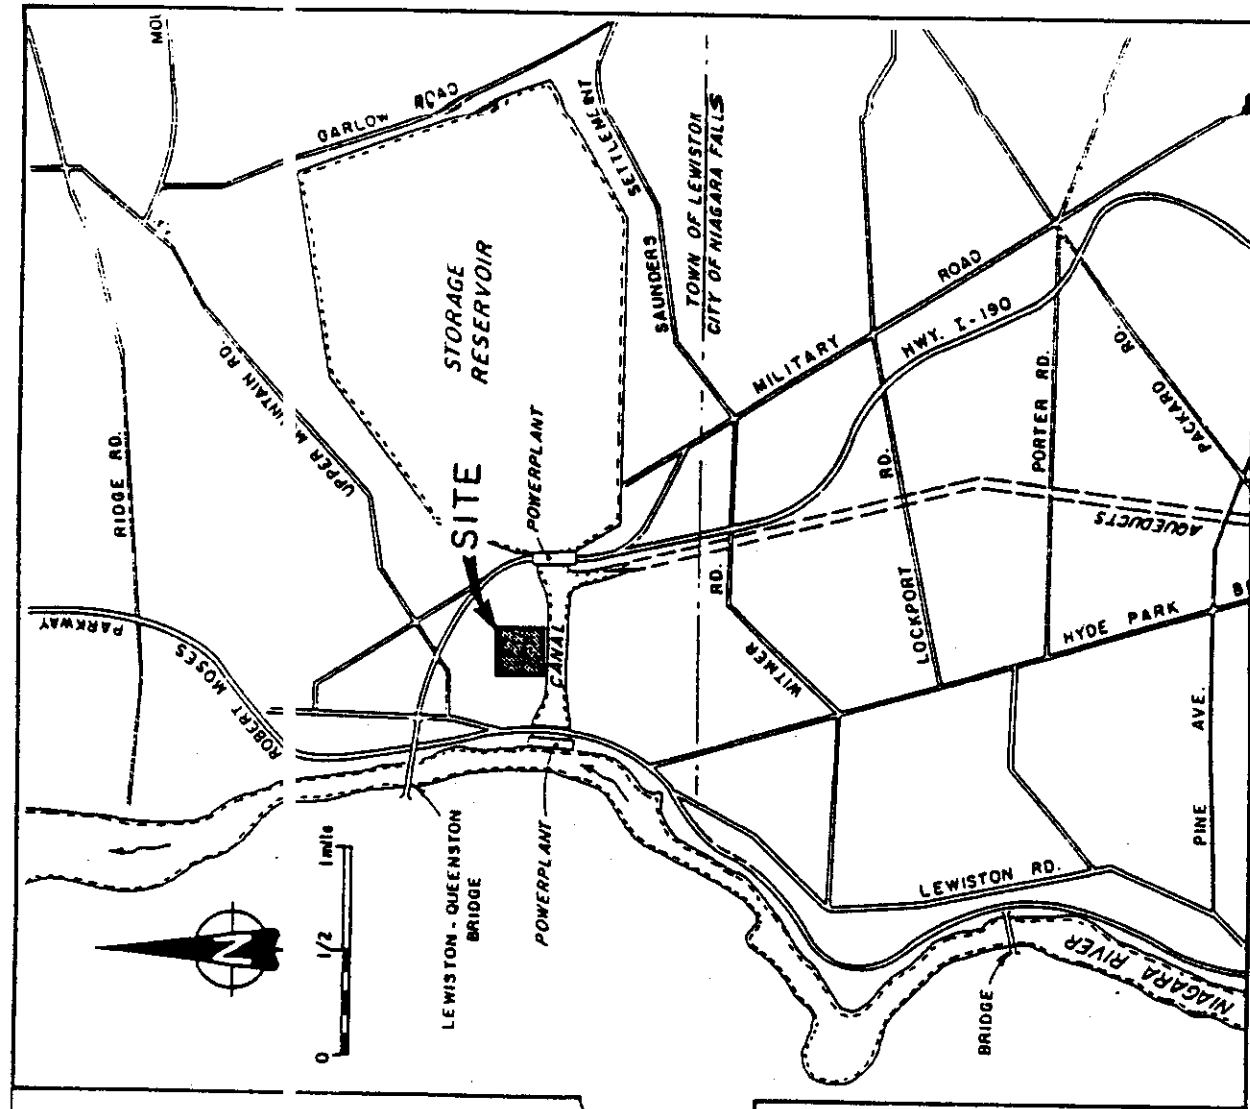 MOU
GARLOW ROAD
SETTLEMENT
SAUNDERS
TOWN OF LEWISTON
CITY OF NIAGARA FALLS
STORAGE
RESERVOIR
RIDGE RD.
UPPER M UNTAIN RD.
SITE
POWERPLANT
MILITARY ROAD
HWY. I-190
PORTER RD.
PACKARD RD.
AQUEDUCTS
LOCKPORT RD.
WITMER RD.
HYDE PARK B
PINE AVE.
CANAL
ROBERT MOSES PARKWAY
LEWISTON - QUEENSTON
BRIDGE
POWERPLANT
LEWISTON RD.
BRIDGE
NIAGARA RIVER
N
0 1/2 1 mile